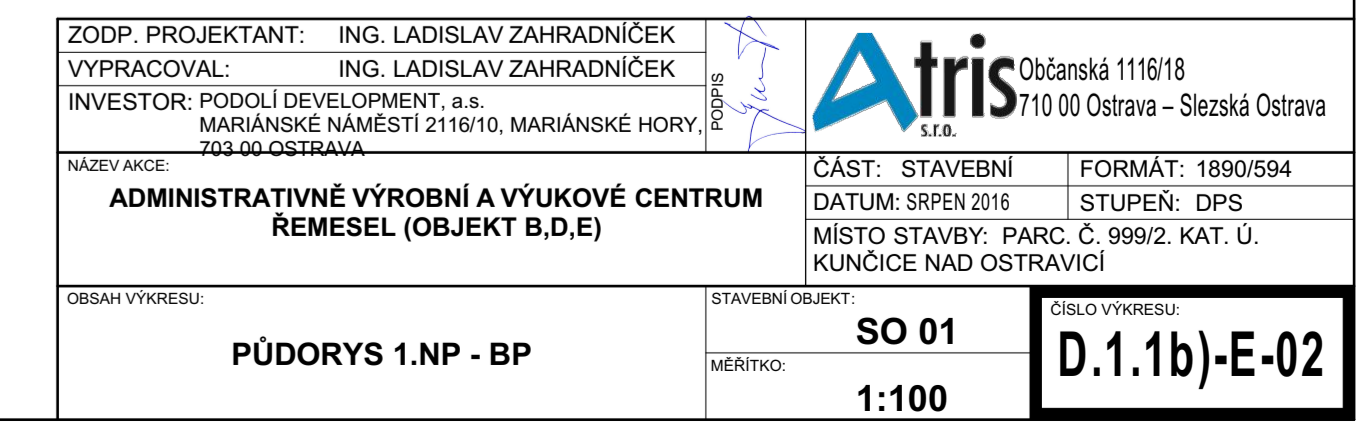 ZODP. PROJEKTANT: ING. LADISLAV ZAHRADNÍČEK
VYPRACOVAL: ING. LADISLAV ZAHRADNÍČEK
INVESTOR: PODOLÍ DEVELOPMENT, a.s.
MARIÁNSKÉ NÁMĚSTÍ 2116/10, MARIÁNSKÉ HORY,
703 00 OSTRAVA
PODPIS
Atris
s.r.o.
Občanská 1116/18
710 00 Ostrava – Slezská Ostrava
NÁZEV AKCE:
ADMINISTRATIVNĚ VÝROBNÍ A VÝUKOVÉ CENTRUM
ŘEMESEL (OBJEKT B,D,E)
ČÁST: STAVEBNÍ
FORMÁT: 1890/594
DATUM: SRPEN 2016
STUPEŇ: DPS
MÍSTO STAVBY: PARC. Č. 999/2. KAT. Ú.
KUNČICE NAD OSTRAVICÍ
OBSAH VÝKRESU:
PŮDORYS 1.NP - BP
STAVEBNÍ OBJEKT:
SO 01
MĚŘÍTKO:
1:100
ČÍSLO VÝKRESU:
D.1.1b)-E-02